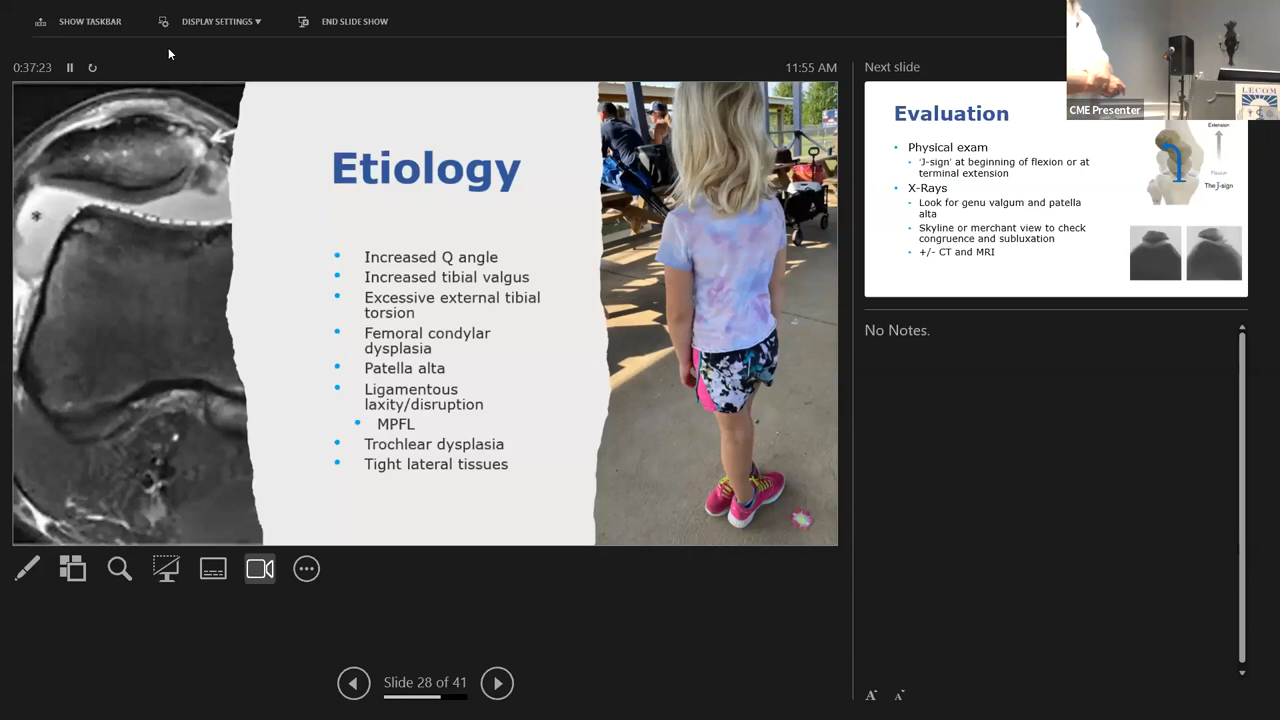 SHOW TASKBAR
DISPLAY SETTINGS ▼
END SLIDE SHOW
0:37:23
11:55 AM
Etiology
• Increased Q angle
• Increased tibial valgus
• Excessive external tibial
torsion
• Femoral condylar
dysplasia
• Patella alta
• Ligamentous
laxity/disruption
• MPFL
• Trochlear dysplasia
• Tight lateral tissues
*
Slide 28 of 41
Next slide
Evaluation
• Physical exam
• 'J-sign' at beginning of flexion or at
terminal extension
• X-Rays
• Look for genu valgum and patella
alta
• Skyline or merchant view to check
congruence and subluxation
• +/- CT and MRI
Extension
Flexion
The J-sign
CME Presenter
LECOM
No Notes.
A
A